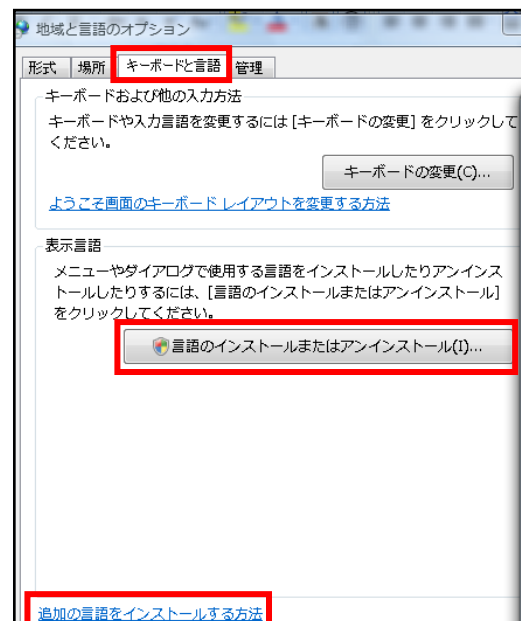 地域と言語のオプション
形式 場所 キーボードと言語 管理
キーボードおよび他の入力方法
キーボードや入力言語を変更するには [キーボードの変更] をクリックして
ください。
キーボードの変更(C)...
ようこそ画面のキーボード レイアウトを変更する方法
表示言語
メニューやダイアログで使用する言語をインストールしたりアンインス
トールしたりするには、[言語のインストールまたはアンインストール]
をクリックしてください。
言語のインストールまたはアンインストール(I)...
追加の言語をインストールする方法